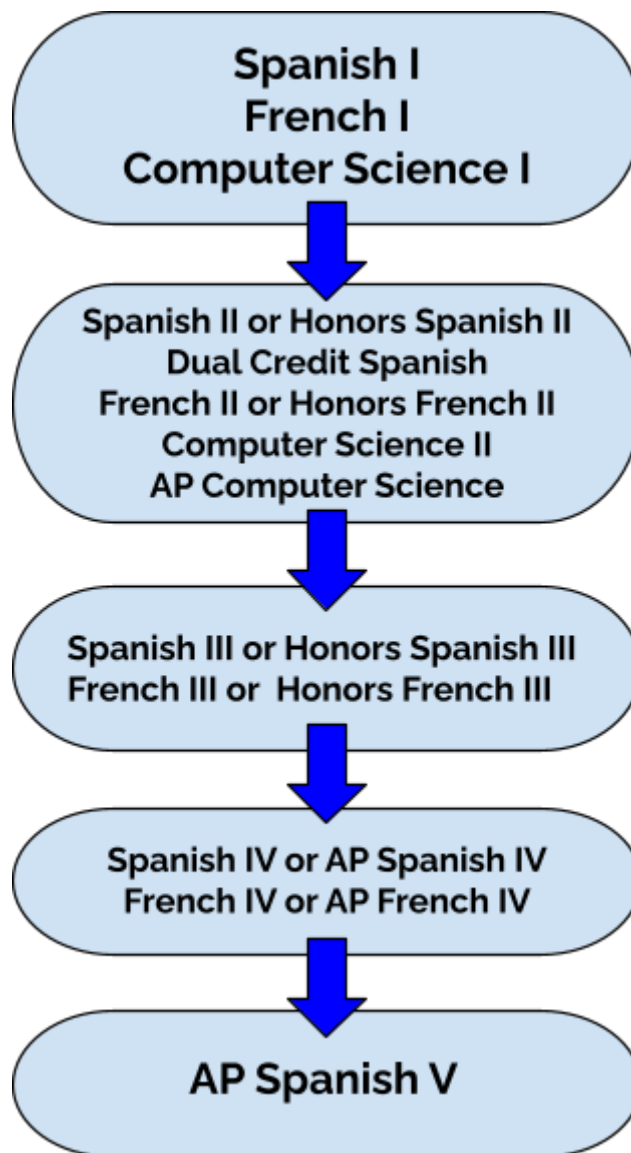 Spanish I
French I
Computer Science I
Spanish II or Honors Spanish II
Dual Credit Spanish
French II or Honors French II
Computer Science II
AP Computer Science
Spanish III or Honors Spanish III
French III or  Honors French III
Spanish IV or AP Spanish IV
French IV or AP French IV
AP Spanish V